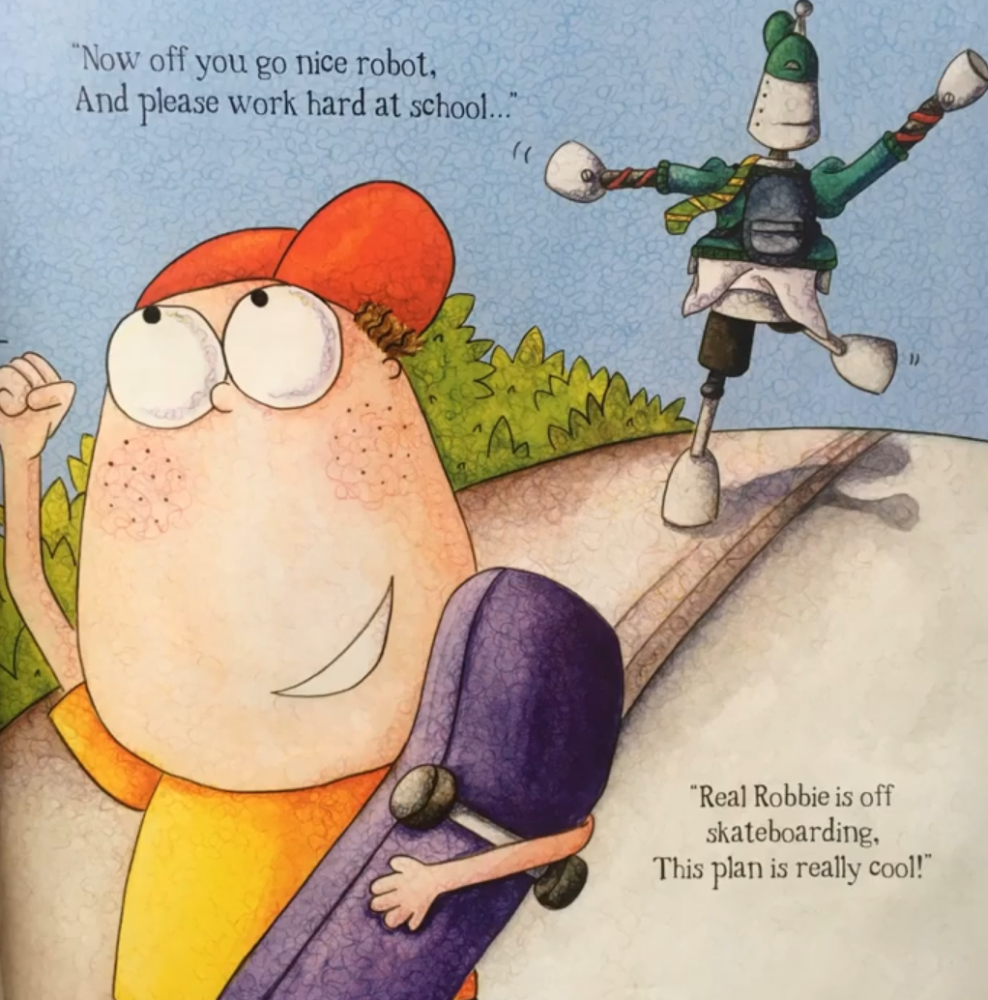 "Now off you go nice robot,
And please work hard at school..."
"Real Robbie is off
skateboarding,
This plan is really cool!"